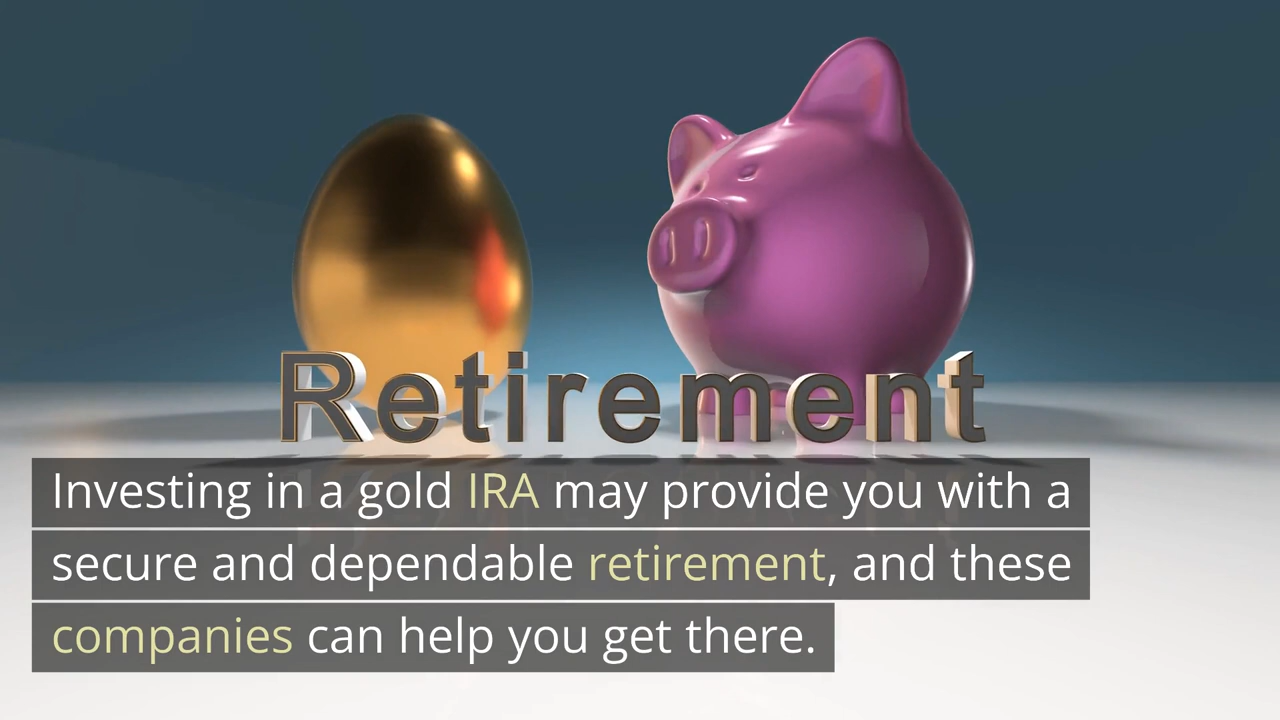 Retirement
Investing in a gold IRA may provide you with a
secure and dependable retirement, and these
companies can help you get there.